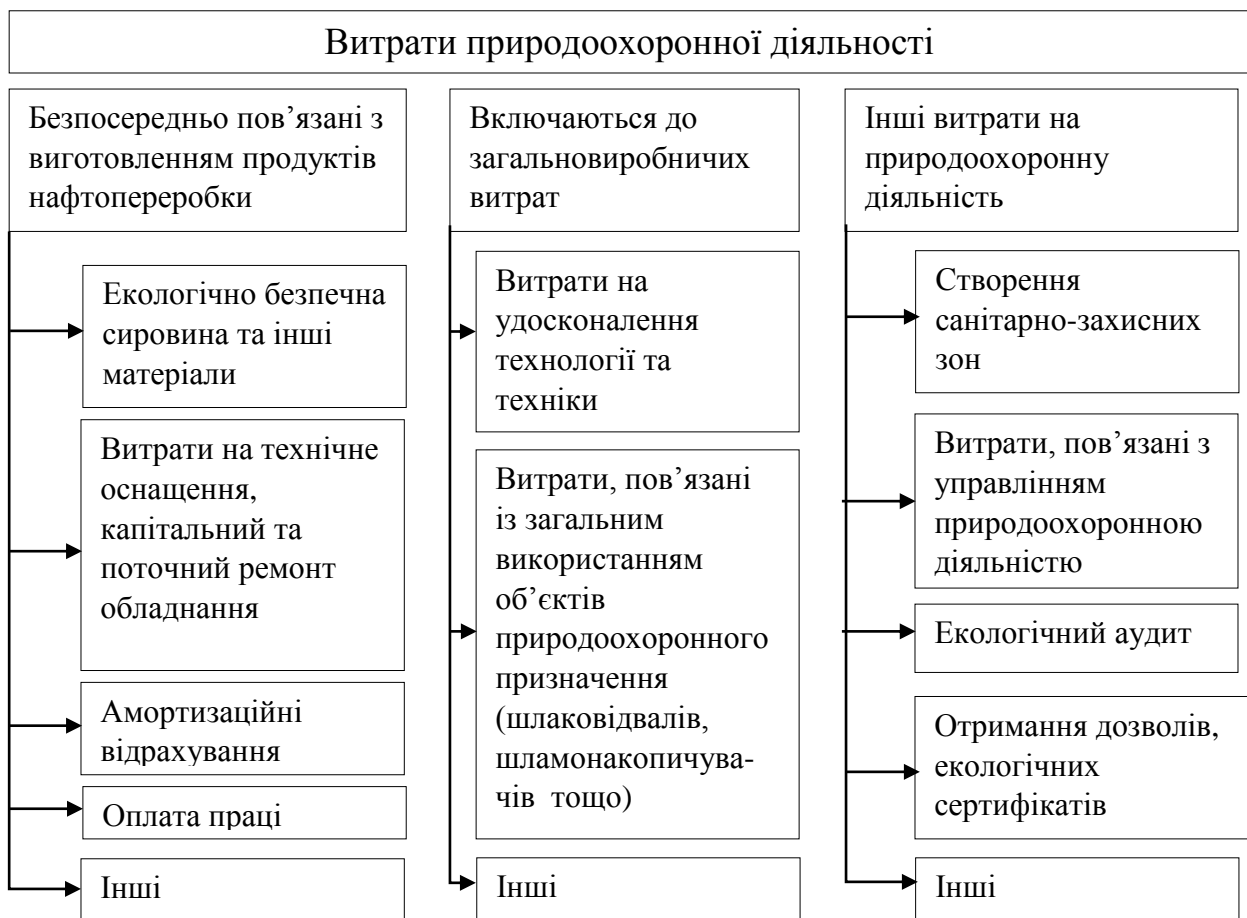 Витрати природоохоронної діяльності
Безпосередньо пов’язані з
виготовленням продуктів
нафтопереробки
Екологічно безпечна
сировина та інші
матеріали
Витрати на технічне
оснащення,
капітальний та
поточний ремонт
обладнання
Амортизаційні
відрахування
Оплата праці
Інші
Включаються до
загальновиробничих
витрат
Витрати на
удосконалення
технології та
техніки
Витрати, пов’язані
із загальним
використанням
об’єктів
природоохоронного
призначення
(шлаковідвалів,
шламонакопичува-
чів тощо)
Інші
Інші витрати на
природоохоронну
діяльність
Створення
санітарно-захисних
зон
Витрати, пов’язані з
управлінням
природоохоронною
діяльністю
Екологічний аудит
Отримання дозволів,
екологічних
сертифікатів
Інші